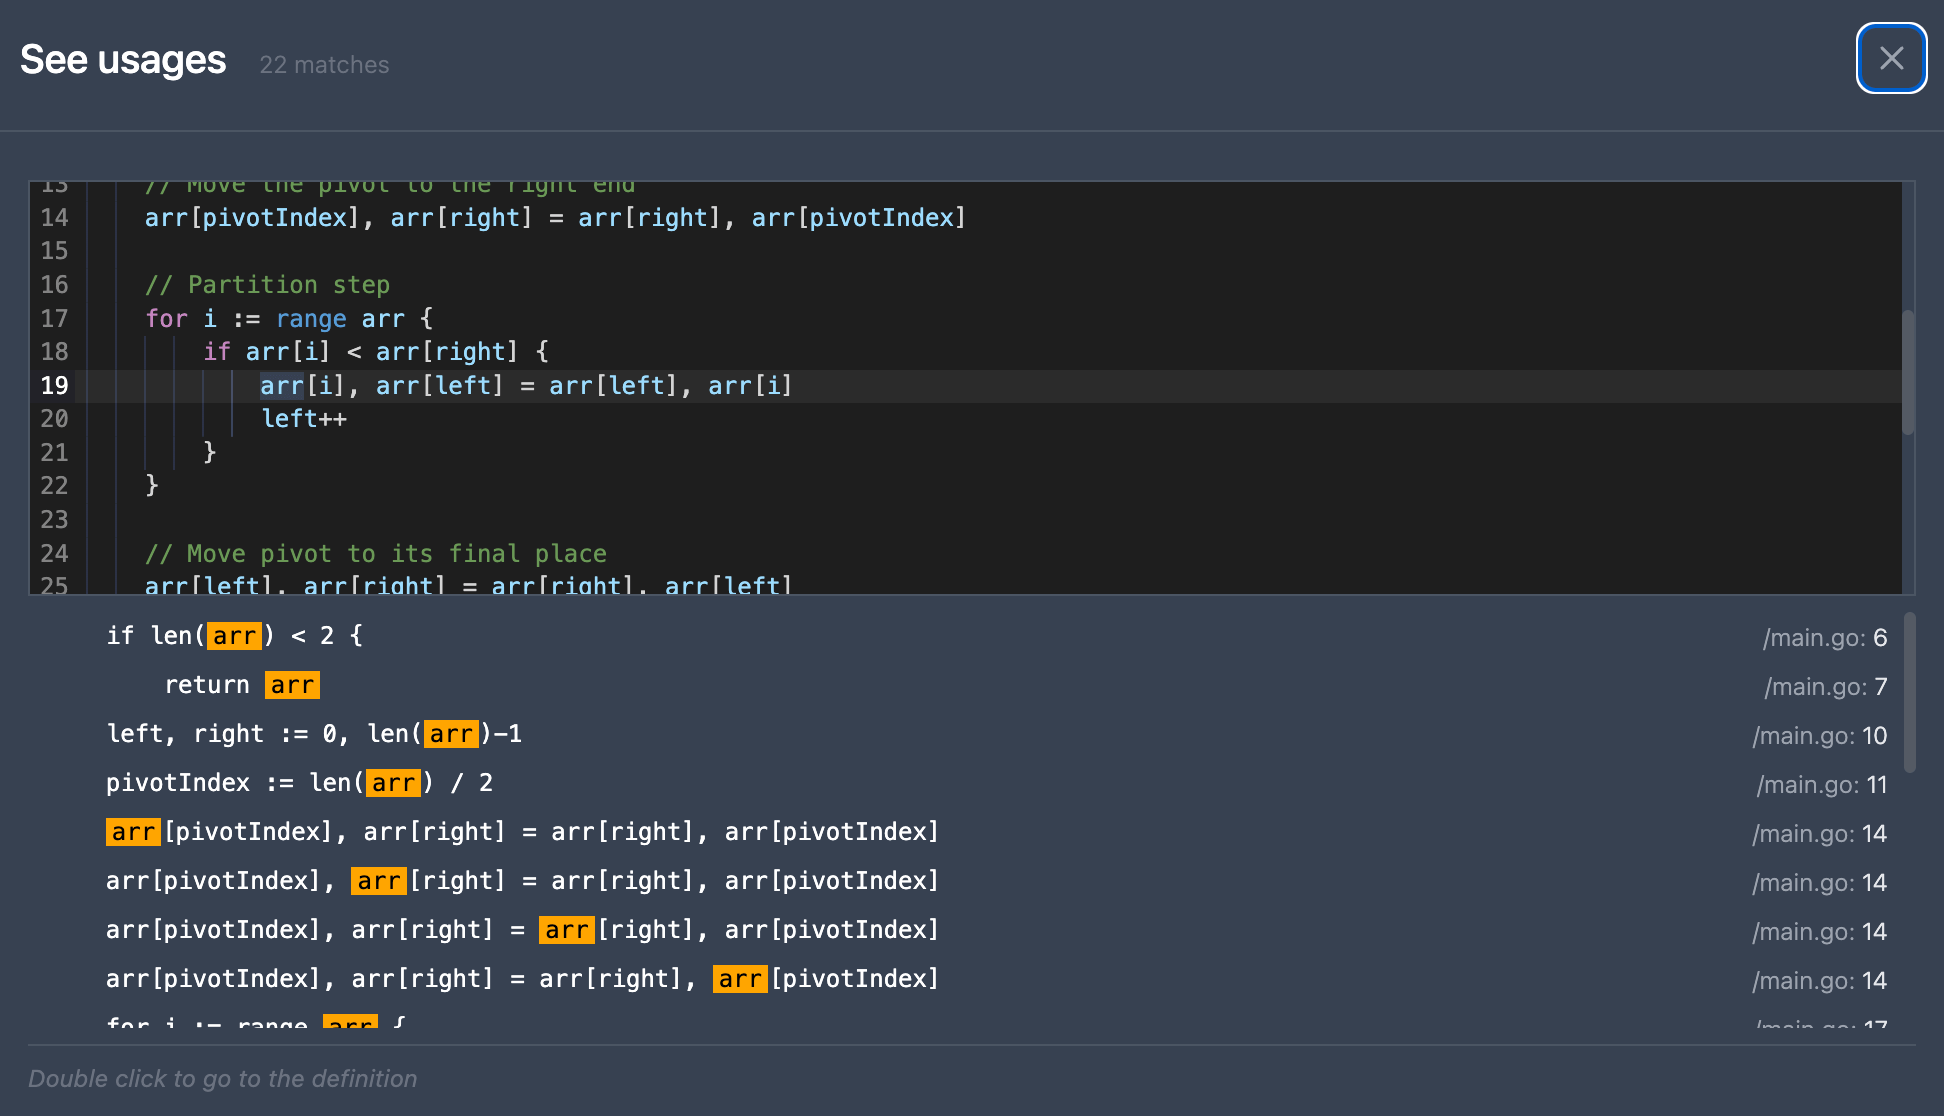 See usages 22 matches
13 // Move the pivot to the right end
14 arr[pivotIndex], arr[right] = arr[right], arr[pivotIndex]
15
16 // Partition step
17 for i := range arr {
18 if arr[i] < arr[right] {
19 arr[i], arr[left] = arr[left], arr[i]
20 left++
21 }
22 }
23
24 // Move pivot to its final place
25 arr[left], arr[right] = arr[right], arr[left]
if len(arr) < 2 { /main.go: 6
return arr /main.go: 7
left, right := 0, len(arr)-1 /main.go: 10
pivotIndex := len(arr) / 2 /main.go: 11
arr[pivotIndex], arr[right] = arr[right], arr[pivotIndex] /main.go: 14
arr[pivotIndex], arr[right] = arr[right], arr[pivotIndex] /main.go: 14
arr[pivotIndex], arr[right] = arr[right], arr[pivotIndex] /main.go: 14
arr[pivotIndex], arr[right] = arr[right], arr[pivotIndex] /main.go: 14
for i := range arr { /main.go: 17
Double click to go to the definition